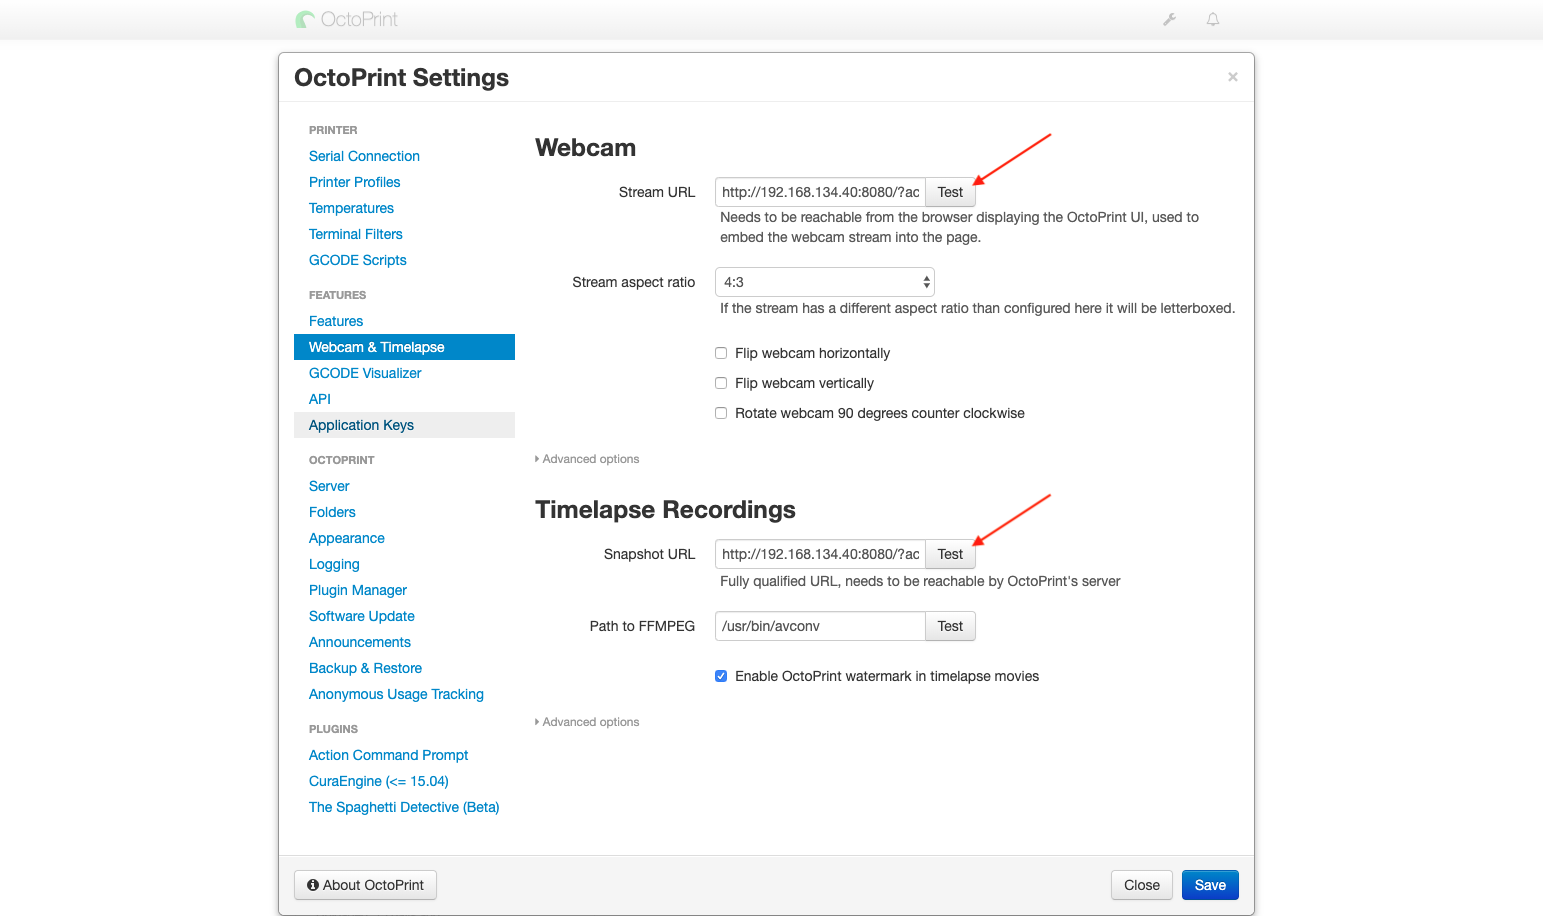 OctoPrint
OctoPrint Settings
×
PRINTER
Serial Connection
Printer Profiles
Temperatures
Terminal Filters
GCODE Scripts
FEATURES
Features
Webcam & Timelapse
GCODE Visualizer
API
Application Keys
OCTOPRINT
Server
Folders
Appearance
Logging
Plugin Manager
Software Update
Announcements
Backup & Restore
Anonymous Usage Tracking
PLUGINS
Action Command Prompt
CuraEngine (<= 15.04)
The Spaghetti Detective (Beta)
Webcam
Stream URL http://192.168.134.40:8080/?ac Test
Needs to be reachable from the browser displaying the OctoPrint UI, used to
embed the webcam stream into the page.
Stream aspect ratio 4:3
If the stream has a different aspect ratio than configured here it will be letterboxed.
Flip webcam horizontally
Flip webcam vertically
Rotate webcam 90 degrees counter clockwise
Advanced options
Timelapse Recordings
Snapshot URL http://192.168.134.40:8080/?ac Test
Fully qualified URL, needs to be reachable by OctoPrint's server
Path to FFMPEG /usr/bin/avconv Test
Enable OctoPrint watermark in timelapse movies
Advanced options
About OctoPrint
Close Save